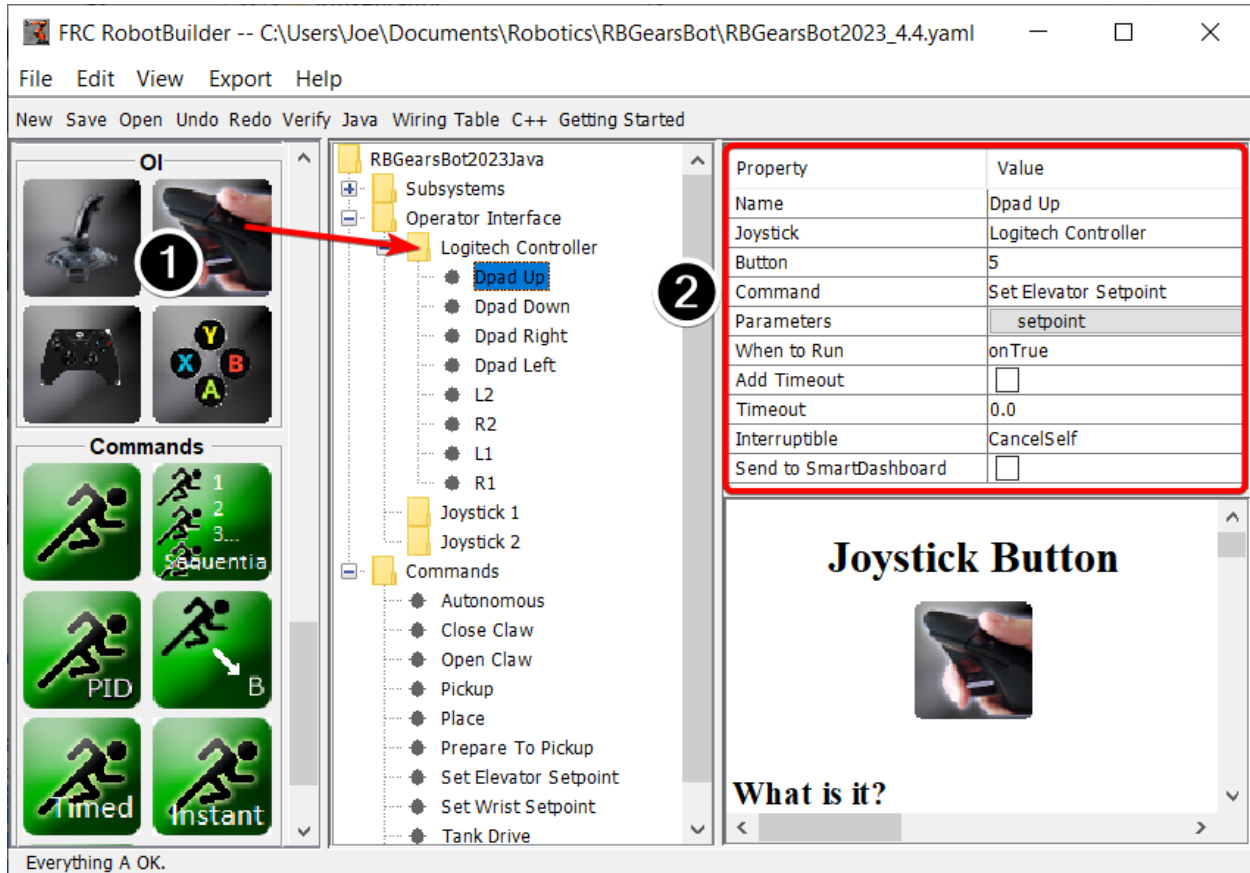 FRC RobotBuilder -- C:\Users\Joe\Documents\Robotics\RBGearsBot\RBGearsBot2023_4.4.yaml
File Edit View Export Help
New Save Open Undo Redo Verify Java Wiring Table C++ Getting Started
OI
1
Y
X B
A
Commands
1
2
3...
Sequentia
PID
B
Timed
Instant
RBGearsBot2023Java
Subsystems
Operator Interface
Logitech Controller
Dpad Up
Dpad Down
Dpad Right
Dpad Left
L2
R2
L1
R1
Joystick 1
Joystick 2
Commands
Autonomous
Close Claw
Open Claw
Pickup
Place
Prepare To Pickup
Set Elevator Setpoint
Set Wrist Setpoint
Tank Drive
2
Property Value
Name Dpad Up
Joystick Logitech Controller
Button 5
Command Set Elevator Setpoint
Parameters setpoint
When to Run onTrue
Add Timeout
Timeout 0.0
Interruptible CancelSelf
Send to SmartDashboard
Joystick Button
What is it?
Everything A OK.